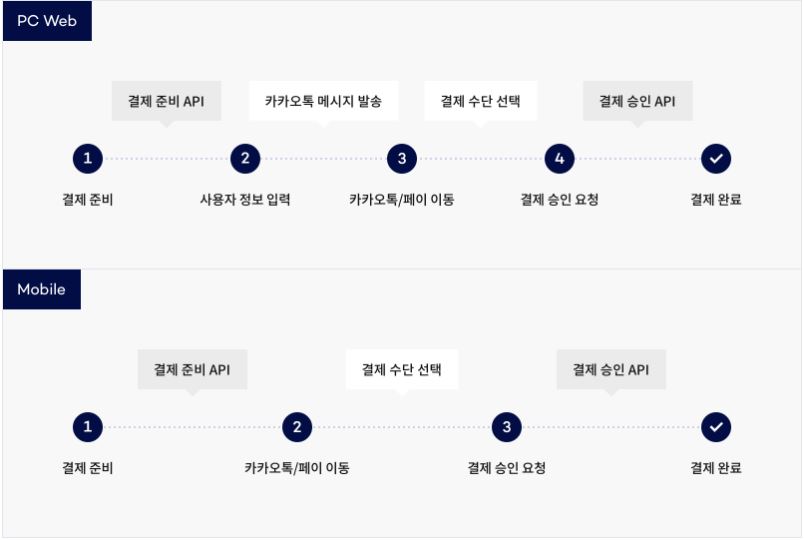 PC Web
결제 준비 API
카카오톡 메시지 발송
결제 수단 선택
결제 승인 API
1
2
3
4
결제 준비
사용자 정보 입력
카카오톡/페이 이동
결제 승인 요청
결제 완료
Mobile
결제 준비 API
결제 수단 선택
결제 승인 API
1
2
3
결제 준비
카카오톡/페이 이동
결제 승인 요청
결제 완료